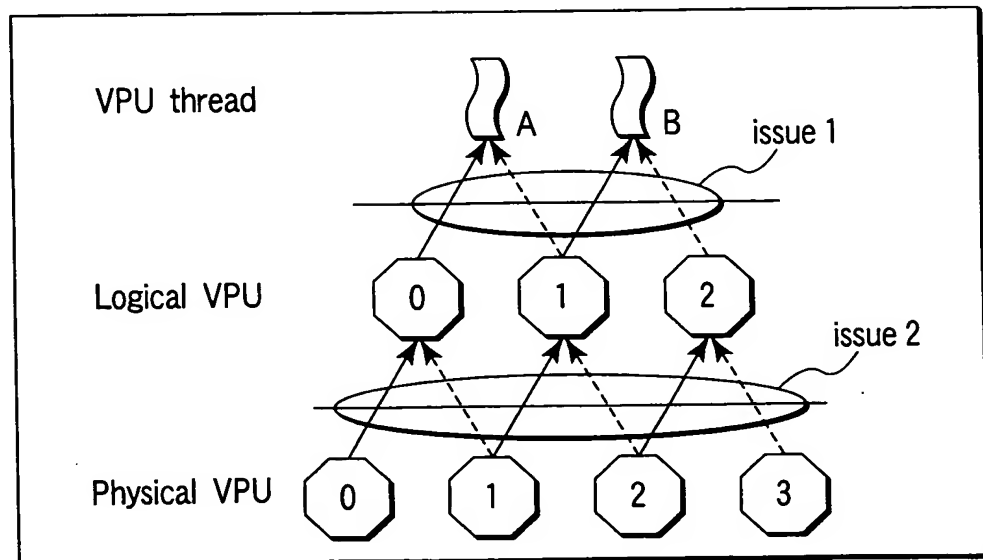 VPU thread
A
B
issue 1
Logical VPU
0
1
2
issue 2
Physical VPU
0
1
2
3